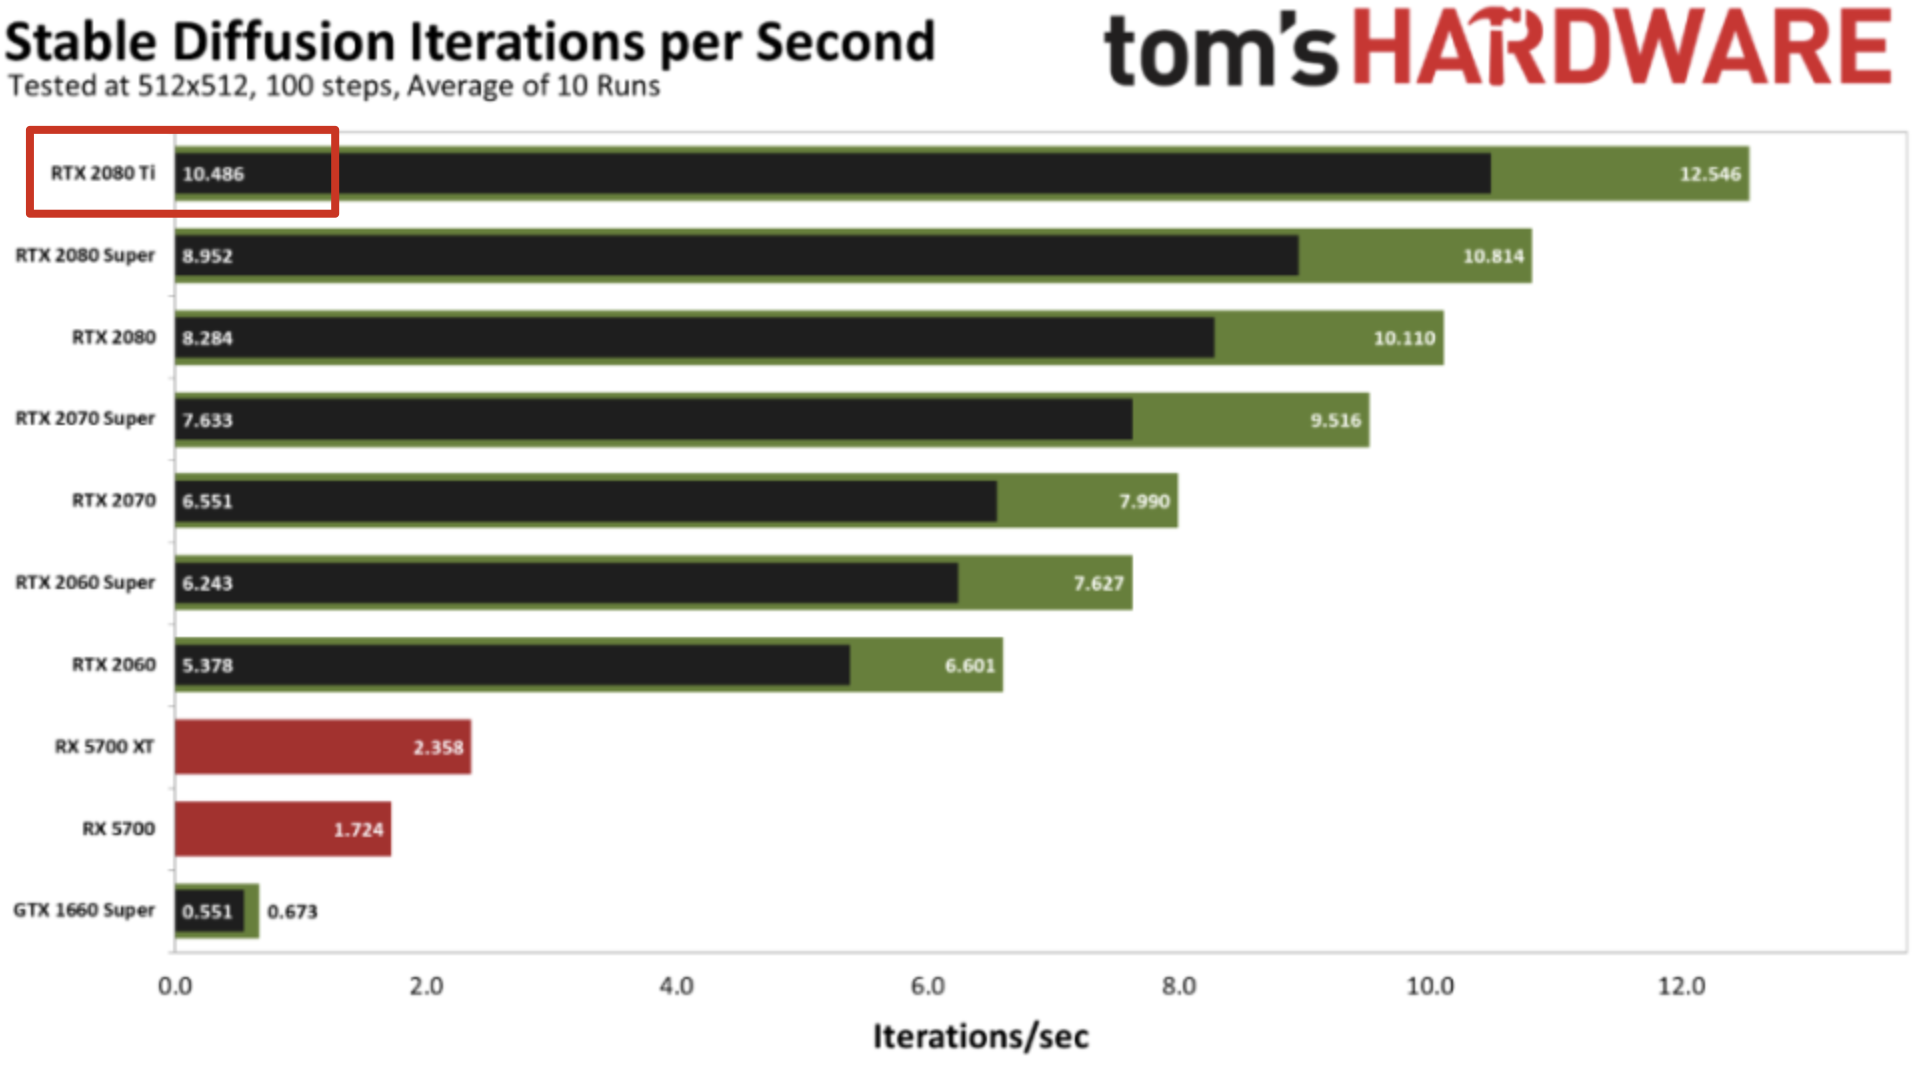 Stable Diffusion Iterations per Second
tom's HARDWARE
Tested at 512x512, 100 steps, Average of 10 Runs
RTX 2080 Ti 10.486 12.546
RTX 2080 Super 8.952 10.814
RTX 2080 8.284 10.110
RTX 2070 Super 7.633 9.516
RTX 2070 6.551 7.990
RTX 2060 Super 6.243 7.627
RTX 2060 5.378 6.601
RX 5700 XT 2.358
RX 5700 1.724
GTX 1660 Super 0.551 0.673
0.0 2.0 4.0 6.0 8.0 10.0 12.0
Iterations/sec